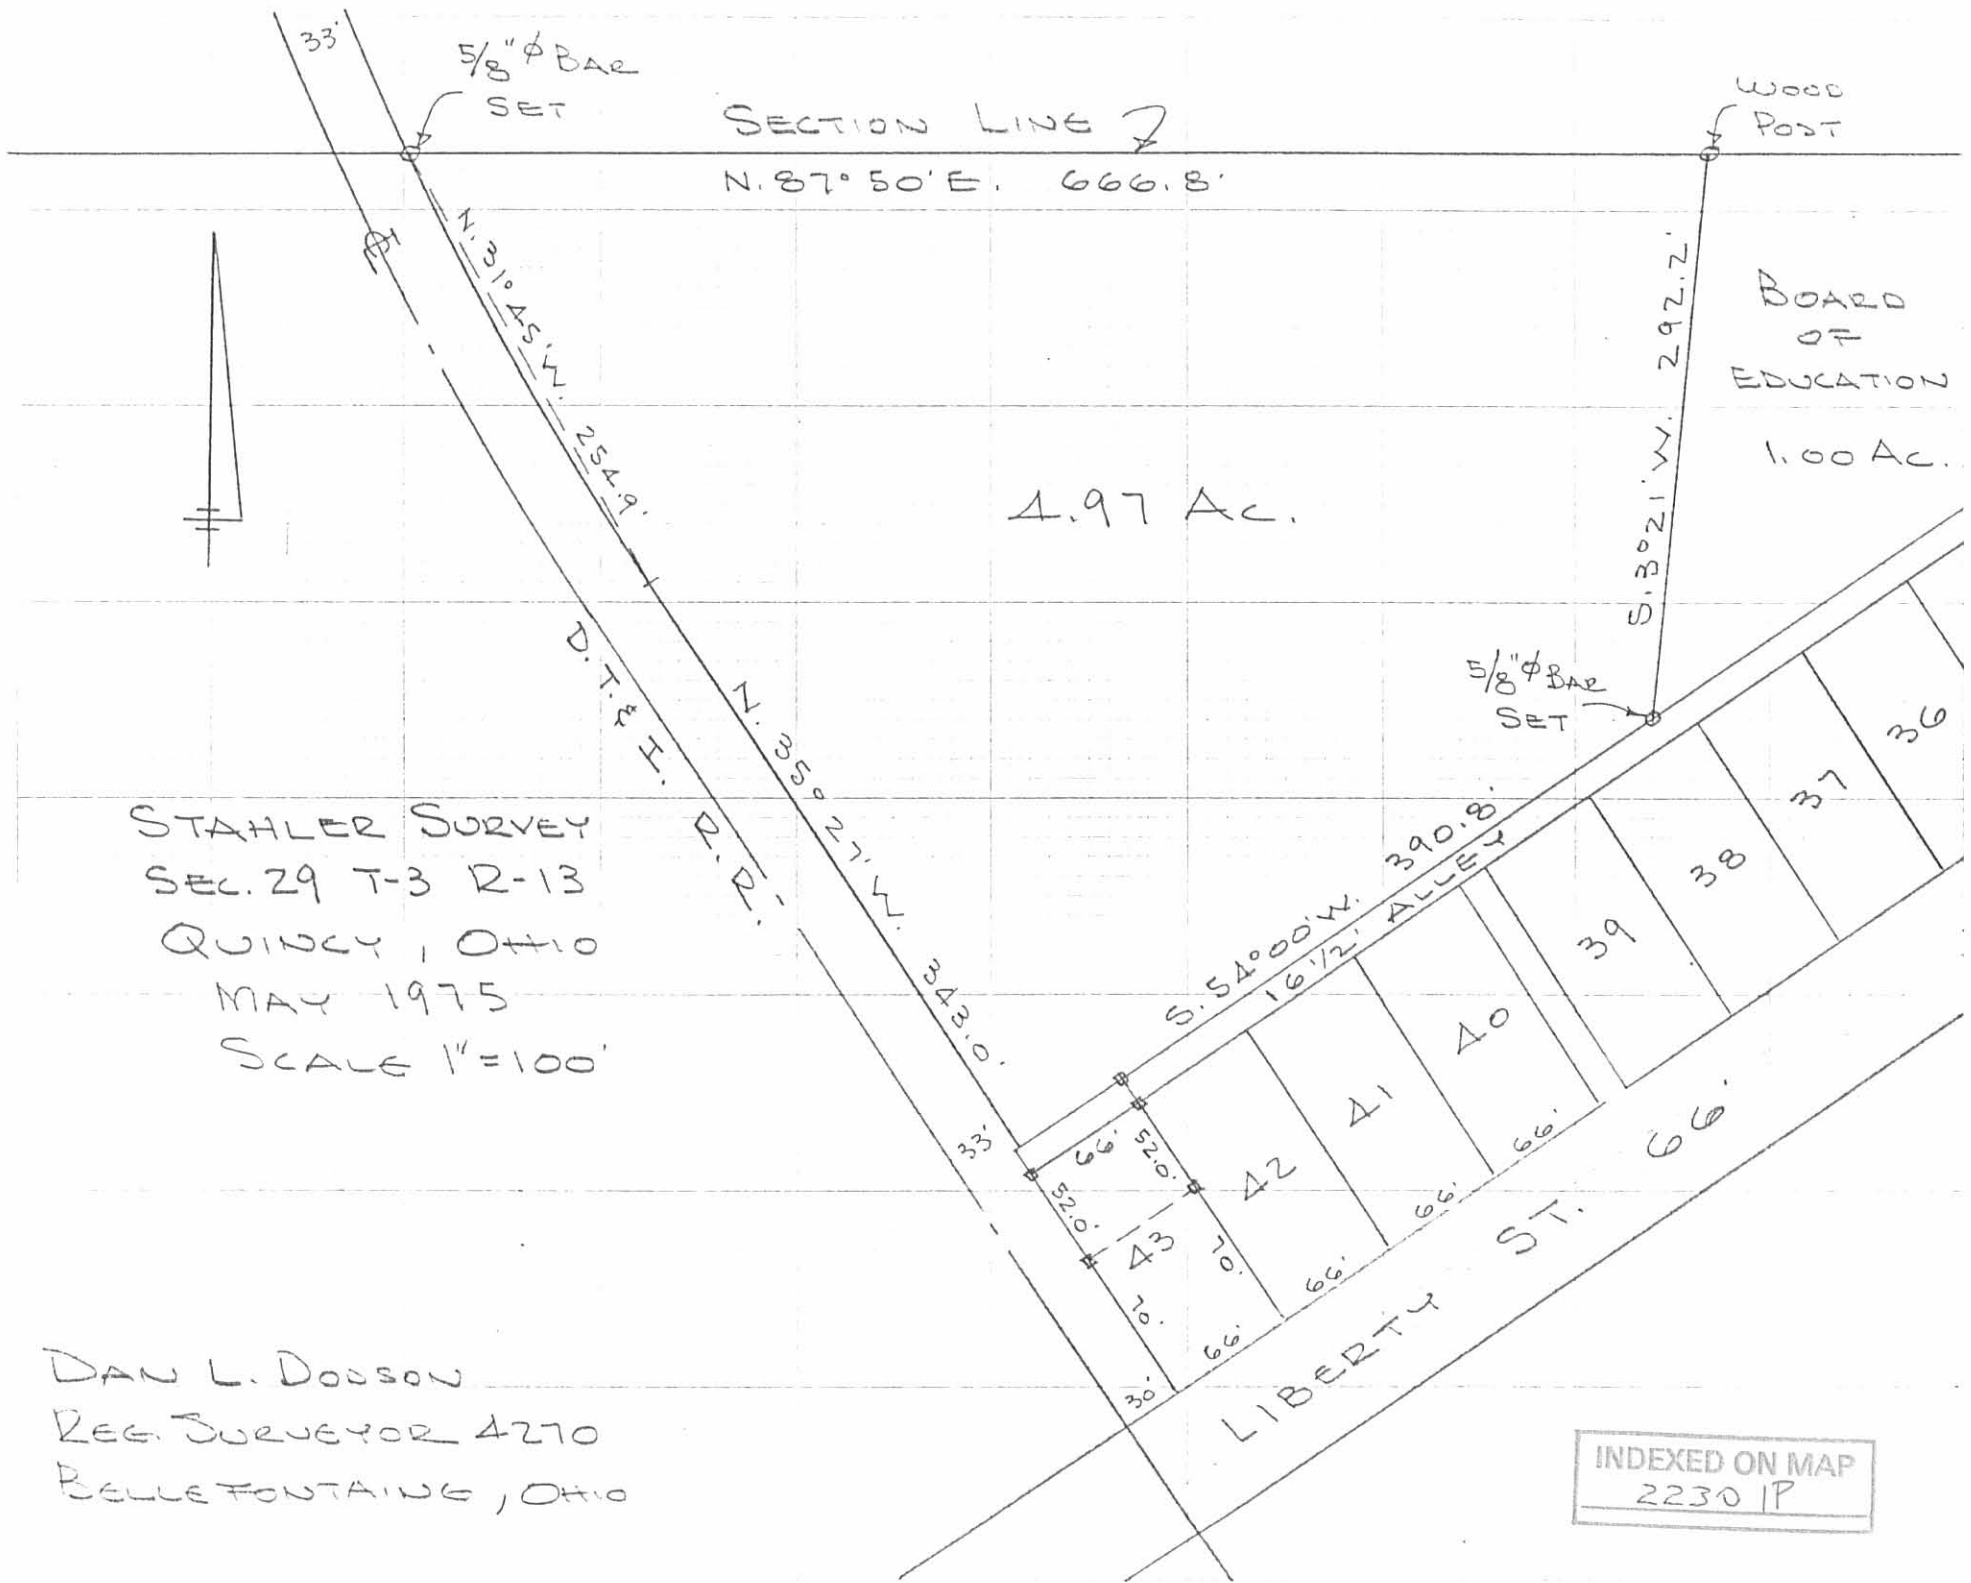 33'
5/8" ⌀ BAR
SET
SECTION LINE
N. 87° 50' E. 666.8'
WOOD
POST
N. 31° 45' W. 254.9'
S. 3° 21' W. 292.2'
BOARD
OF
EDUCATION
1.00 AC.
4.97 AC.
D. T. & I. R. R.
N. 35° 27' W. 343.0'
5/8" ⌀ BAR
SET
STAHLER SURVEY
SEC. 29 T-3 R-13
QUINCY, OHIO
MAY 1975
SCALE 1" = 100'
S. 54° 00' W. 390.8'
16 1/2' ALLEY
36
37
38
39
40
41
42
43
33'
66'
52.0'
52.0'
70'
70'
66'
66'
66'
66'
30'
LIBERTY ST. 66'
DAN L. DODSON
REG. SURVEYOR 4270
BELLEFONTAINE, OHIO
INDEXED ON MAP
2230 IP